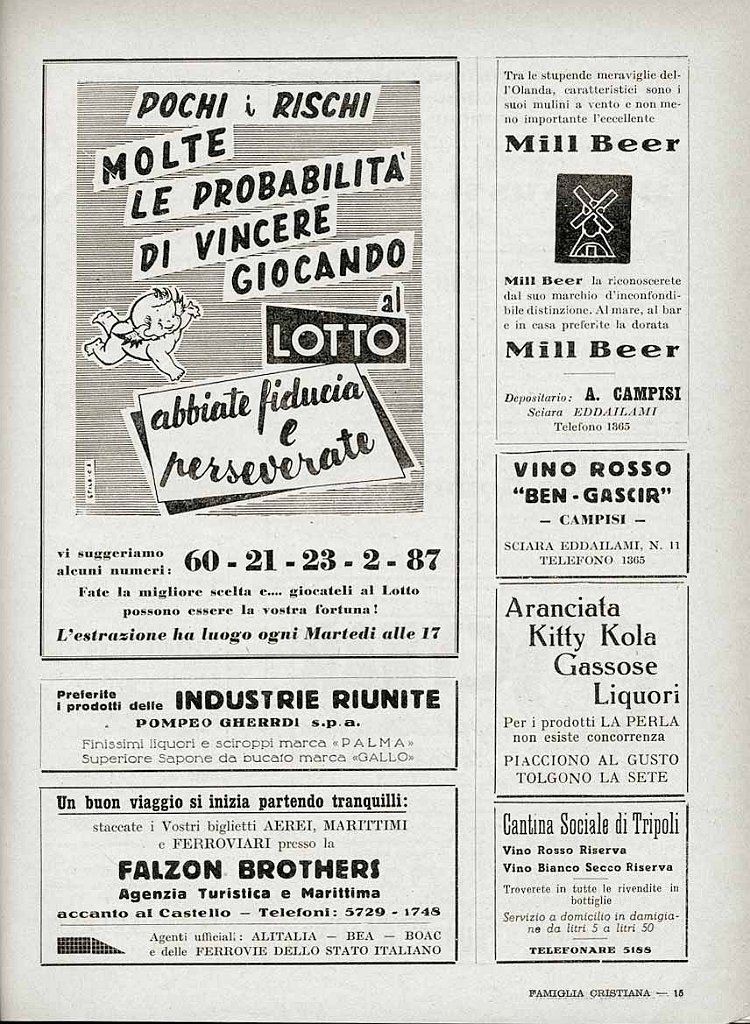 POCHI i RISCHI
MOLTE
LE PROBABILITA'
DI VINCERE
GIOCANDO
al
LOTTO
abbiate fiducia
e
perseverate
vi suggeriamo
alcuni numeri: 60 - 21 - 23 - 2 - 87
Fate la migliore scelta e.... giocateli al Lotto
possono essere la vostra fortuna!
L'estrazione ha luogo ogni Martedi alle 17
Preferite
i prodotti delle INDUSTRIE RIUNITE
POMPEO GHERRDI s.p.a.
Finissimi liquori e sciroppi marca «PALMA»
Superiore Sapone da bucato marca «GALLO»
Un buon viaggio si inizia partendo tranquilli:
staccate i Vostri biglietti AEREI, MARITTIMI
e FERROVIARI presso la
FALZON BROTHERS
Agenzia Turistica e Marittima
accanto al Castello — Telefoni: 5729 - 1748
Agenti ufficiali: ALITALIA — BEA — BOAC
e delle FERROVIE DELLO STATO ITALIANO
Tra le stupende meraviglie del-
l'Olanda, caratteristici sono i
suoi mulini a vento e non me-
no importante l'eccellente
Mill Beer
Mill Beer la riconoscerete
dal suo marchio d'inconfondi-
bile distinzione. Al mare, al bar
e in casa preferite la dorata
Mill Beer
Depositario: A. CAMPISI
Sciara EDDAILAMI
Telefono 1365
VINO ROSSO
"BEN-GASCIR"
— CAMPISI —
SCIARA EDDAILAMI, N. 11
TELEFONO 1365
Aranciata
Kitty Kola
Gassose
Liquori
Per i prodotti LA PERLA
non esiste concorrenza
PIACCIONO AL GUSTO
TOLGONO LA SETE
Cantina Sociale di Tripoli
Vino Rosso Riserva
Vino Bianco Secco Riserva
Troverete in tutte le rivendite in
bottiglie
Servizio a domicilio in damigia-
ne da litri 5 a litri 50
TELEFONARE 5188
FAMIGLIA CRISTIANA — 15